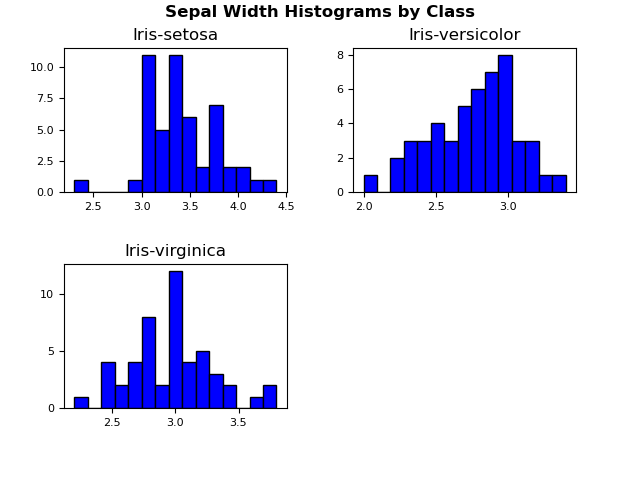 Sepal Width Histograms by Class
Iris-setosa
10.0
7.5
5.0
2.5
0.0
2.5 3.0 3.5 4.0 4.5
Iris-versicolor
8
6
4
2
0
2.0 2.5 3.0
Iris-virginica
10
5
0
2.5 3.0 3.5